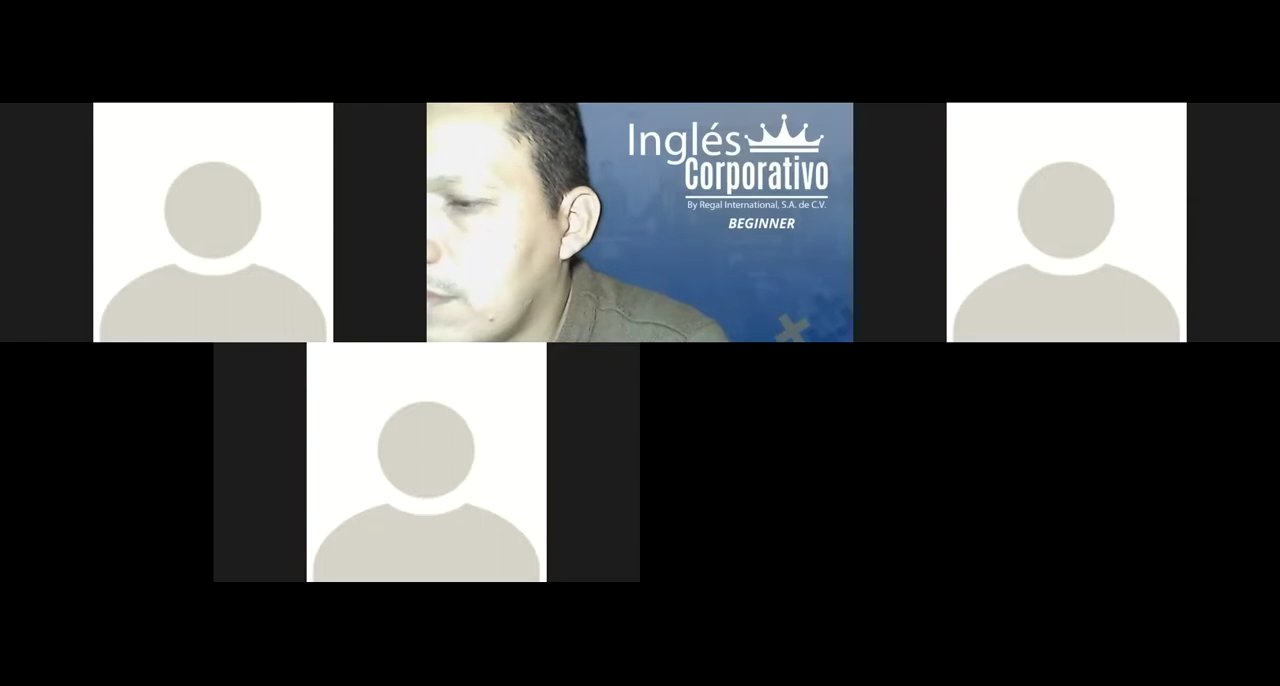 Inglés
Corporativo
By Regal International, S.A. de C.V.
BEGINNER